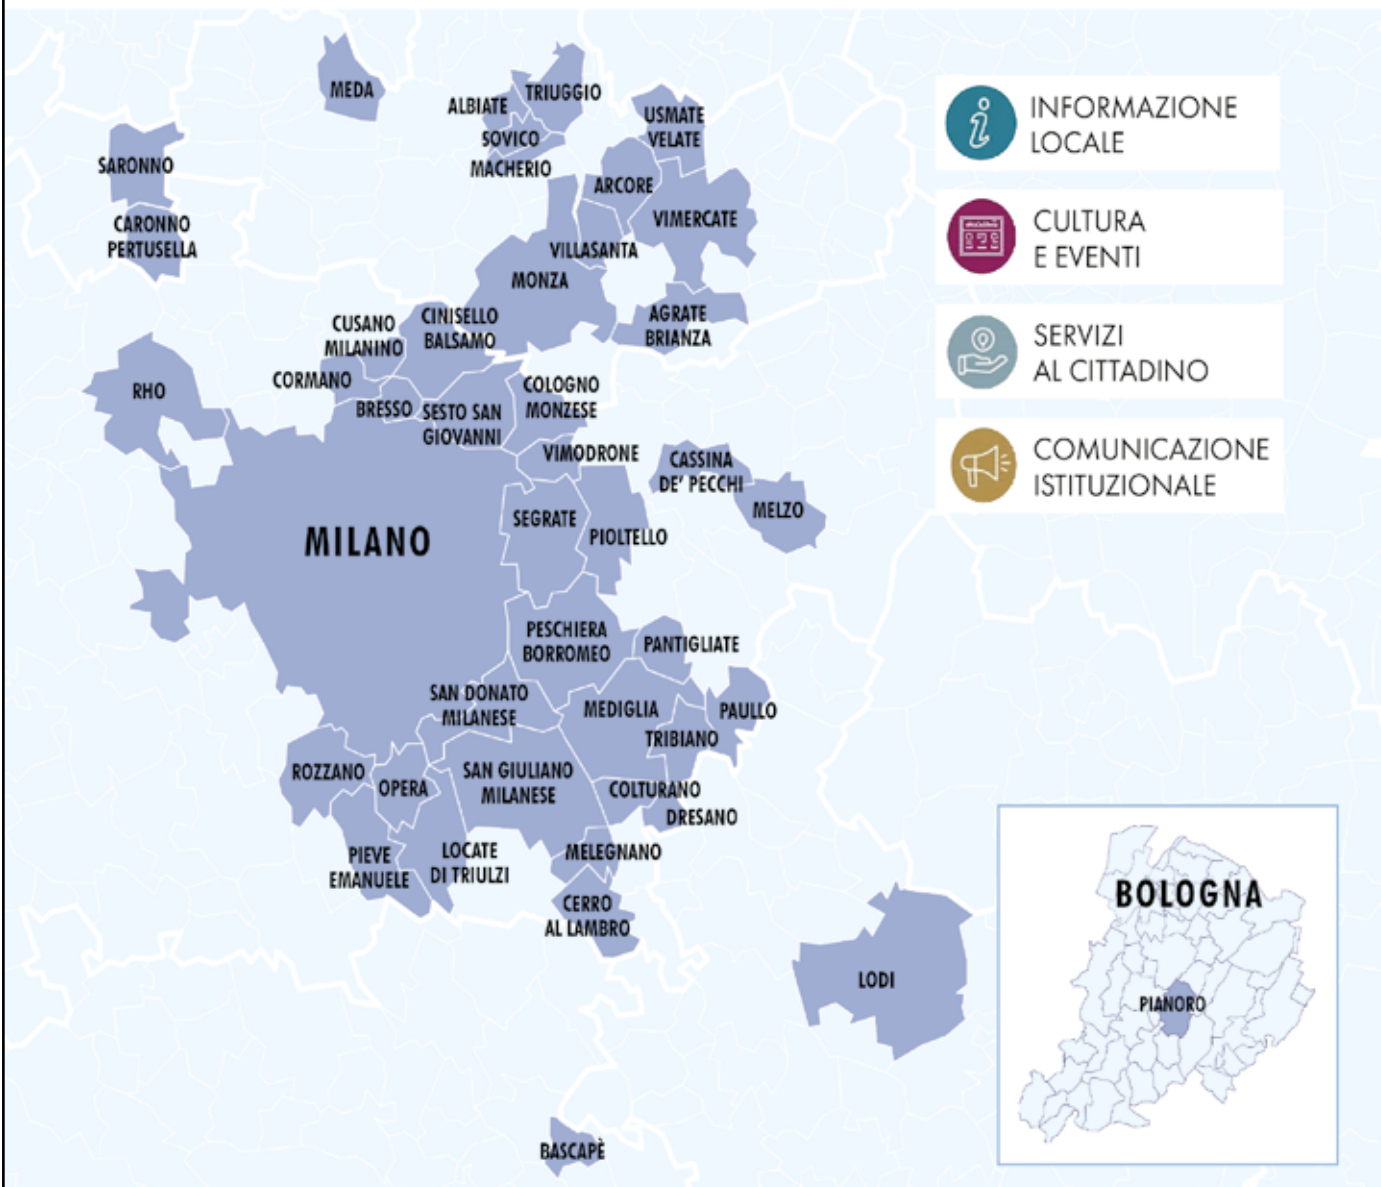 MEDA
TRIUGGIO
ALBIATE
SOVICO
MACHERIO
USMATE
VELATE
SARONNO
ARCORE
CARONNO
PERTUSELLA
VIMERCATE
VILLASANTA
MONZA
AGRATE
BRIANZA
CINISELLO
BALSAMO
CUSANO
MILANINO
CORMANO
RHO
BRESSO
SESTO SAN
GIOVANNI
COLOGNO
MONZESE
VIMODRONE
CASSINA
DE' PECCHI
MELZO
SEGRATE
PIOLTELLO
MILANO
PESCHIERA
BORROMEO
PANTIGLIATE
SAN DONATO
MILANESE
MEDIGLIA
PAULLO
TRIBIANO
ROZZANO
OPERA
SAN GIULIANO
MILANESE
COLTURANO
DRESANO
PIEVE
EMANUELE
LOCATE
DI TRIULZI
MELEGNANO
CERRO
AL LAMBRO
LODI
BASCAPÈ
i INFORMAZIONE
LOCALE
CULTURA
E EVENTI
SERVIZI
AL CITTADINO
COMUNICAZIONE
ISTITUZIONALE
BOLOGNA
PIANORO